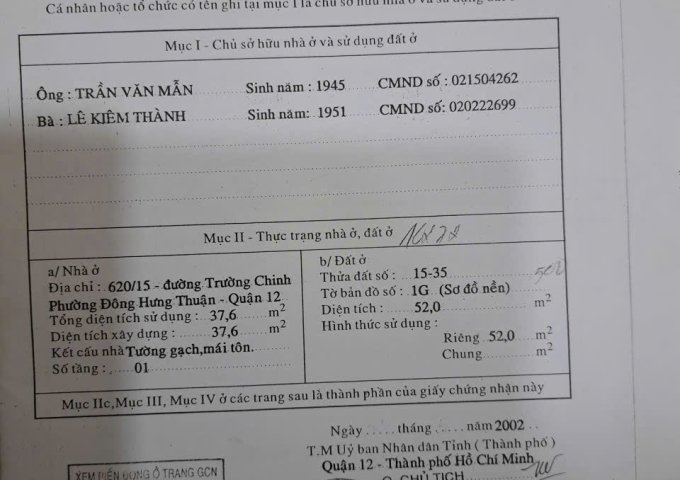 Cá nhân hoặc tổ chức có tên ghi tại mục I là chủ sở hữu nhà ở và sử dụng đất ở
Mục I - Chủ sở hữu nhà ở và sử dụng đất ở
Ông : TRẦN VĂN MẪN Sinh năm : 1945 CMND số : 021504262
Bà : LÊ KIÊM THÀNH Sinh năm: 1951 CMND số: 020222699
Mục II - Thực trạng nhà ở, đất ở
a/ Nhà ở
Địa chỉ : 620/15 - đường Trường Chinh
Phường Đông Hưng Thuận - Quận 12
Tổng diện tích sử dụng : 37,6 m2
Diện tích xây dựng : 37,6 m2
Kết cấu nhà Tường gạch,mái tôn.
Số tầng : 01
b/ Đất ở
Thửa đất số : 15-35
Tờ bản đồ số : 1G (Sơ đồ nền)
Diện tích : 52,0 m2
Hình thức sử dụng :
Riêng 52,0 m2
Chung m2
Mục IIc,Mục III, Mục IV ở các trang sau là thành phần của giấy chứng nhận này
Ngày tháng năm 2002
T.M Uỷ ban Nhân dân Tỉnh ( Thành phố )
Quận 12 - Thành phố Hồ Chí Minh
CHỦ TỊCH
XEM BIẾN ĐỘNG Ở TRANG GCN